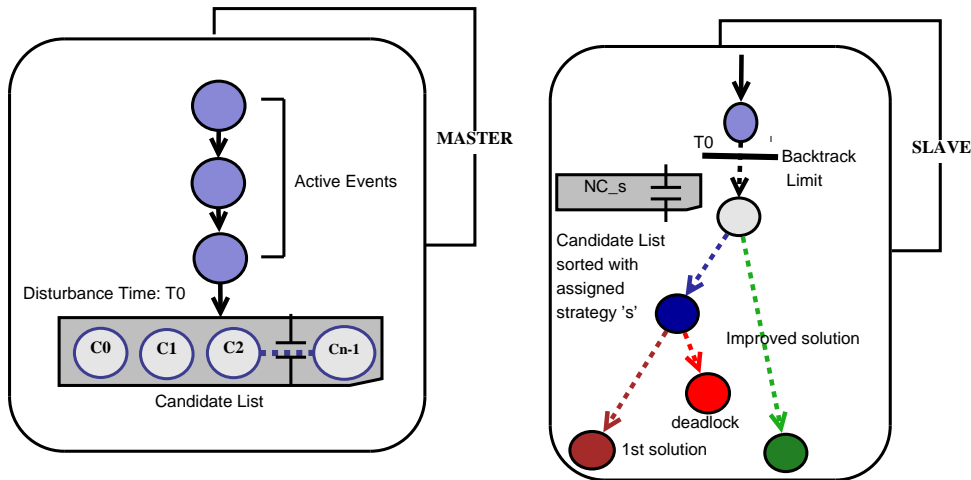 MASTER
Active Events
Disturbance Time: T0
C0 C1 C2 Cn-1
Candidate List
SLAVE
T0
Backtrack
Limit
NC_s
Candidate List
sorted with
assigned
strategy 's'
Improved solution
deadlock
1st solution